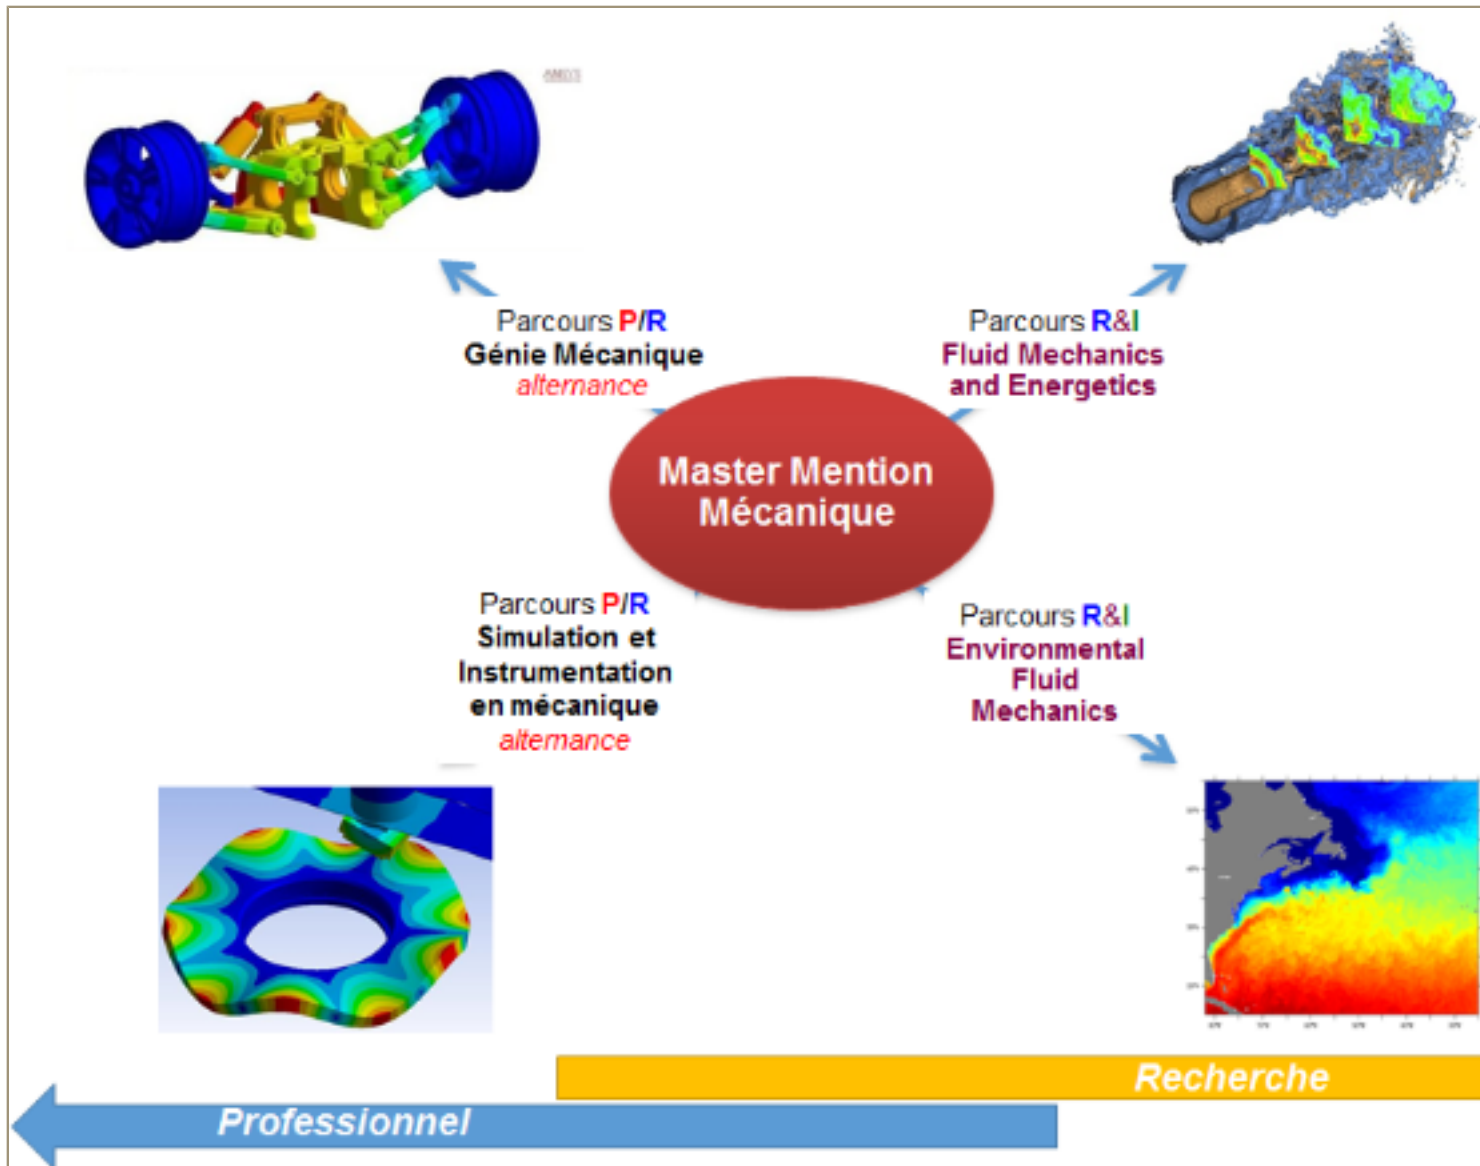 Parcours P/R
Génie Mécanique
alternance
Parcours R&I
Fluid Mechanics
and Energetics
Master Mention
Mécanique
Parcours P/R
Simulation et
Instrumentation
en mécanique
alternance
Parcours R&I
Environmental
Fluid
Mechanics
Recherche
Professionnel